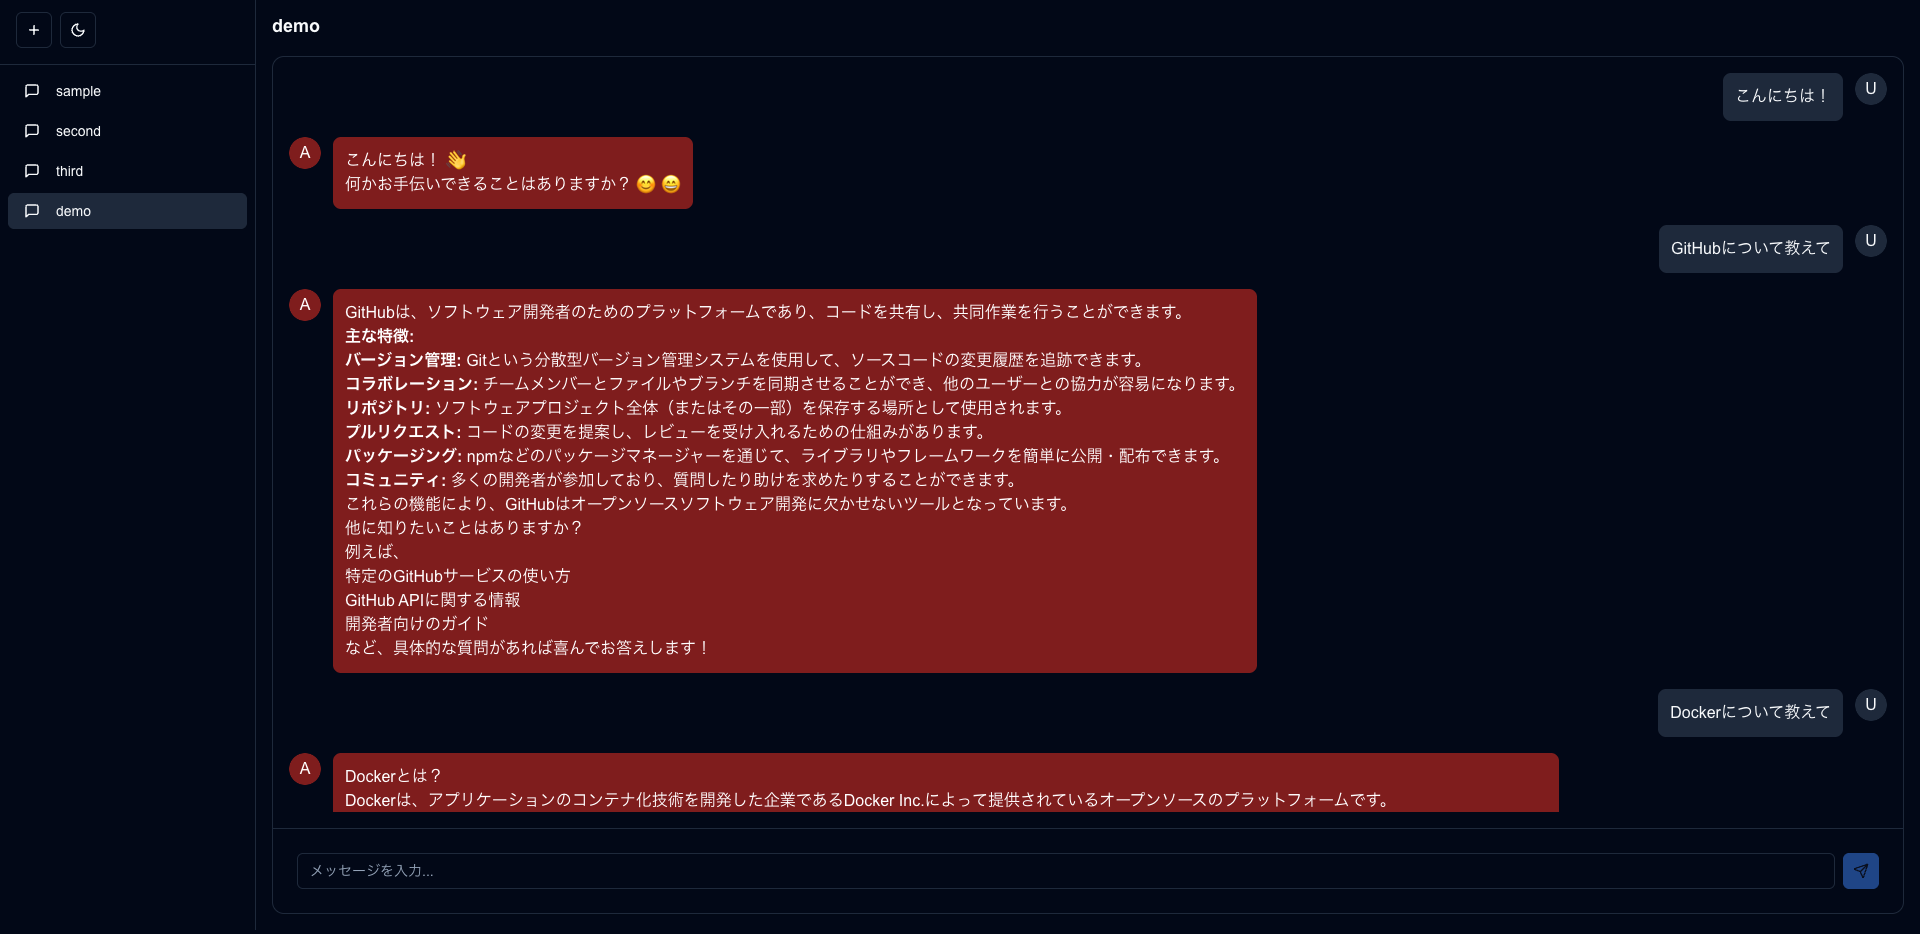 demo
sample
second
third
demo
こんにちは！
U
A
こんにちは！ 👋
何かお手伝いできることはありますか？ 😊 😄
GitHubについて教えて
U
A
GitHubは、ソフトウェア開発者のためのプラットフォームであり、コードを共有し、共同作業を行うことができます。
主な特徴:
バージョン管理: Gitという分散型バージョン管理システムを使用して、ソースコードの変更履歴を追跡できます。
コラボレーション: チームメンバーとファイルやブランチを同期させることができ、他のユーザーとの協力が容易になります。
リポジトリ: ソフトウェアプロジェクト全体（またはその一部）を保存する場所として使用されます。
プルリクエスト: コードの変更を提案し、レビューを受け入れるための仕組みがあります。
パッケージング: npmなどのパッケージマネージャーを通じて、ライブラリやフレームワークを簡単に公開・配布できます。
コミュニティ: 多くの開発者が参加しており、質問したり助けを求めたりすることができます。
これらの機能により、GitHubはオープンソースソフトウェア開発に欠かせないツールとなっています。
他に知りたいことはありますか？
例えば、
特定のGitHubサービスの使い方
GitHub APIに関する情報
開発者向けのガイド
など、具体的な質問があれば喜んでお答えします！
Dockerについて教えて
U
A
Dockerとは？
Dockerは、アプリケーションのコンテナ化技術を開発した企業であるDocker Inc.によって提供されているオープンソースのプラットフォームです。
メッセージを入力...